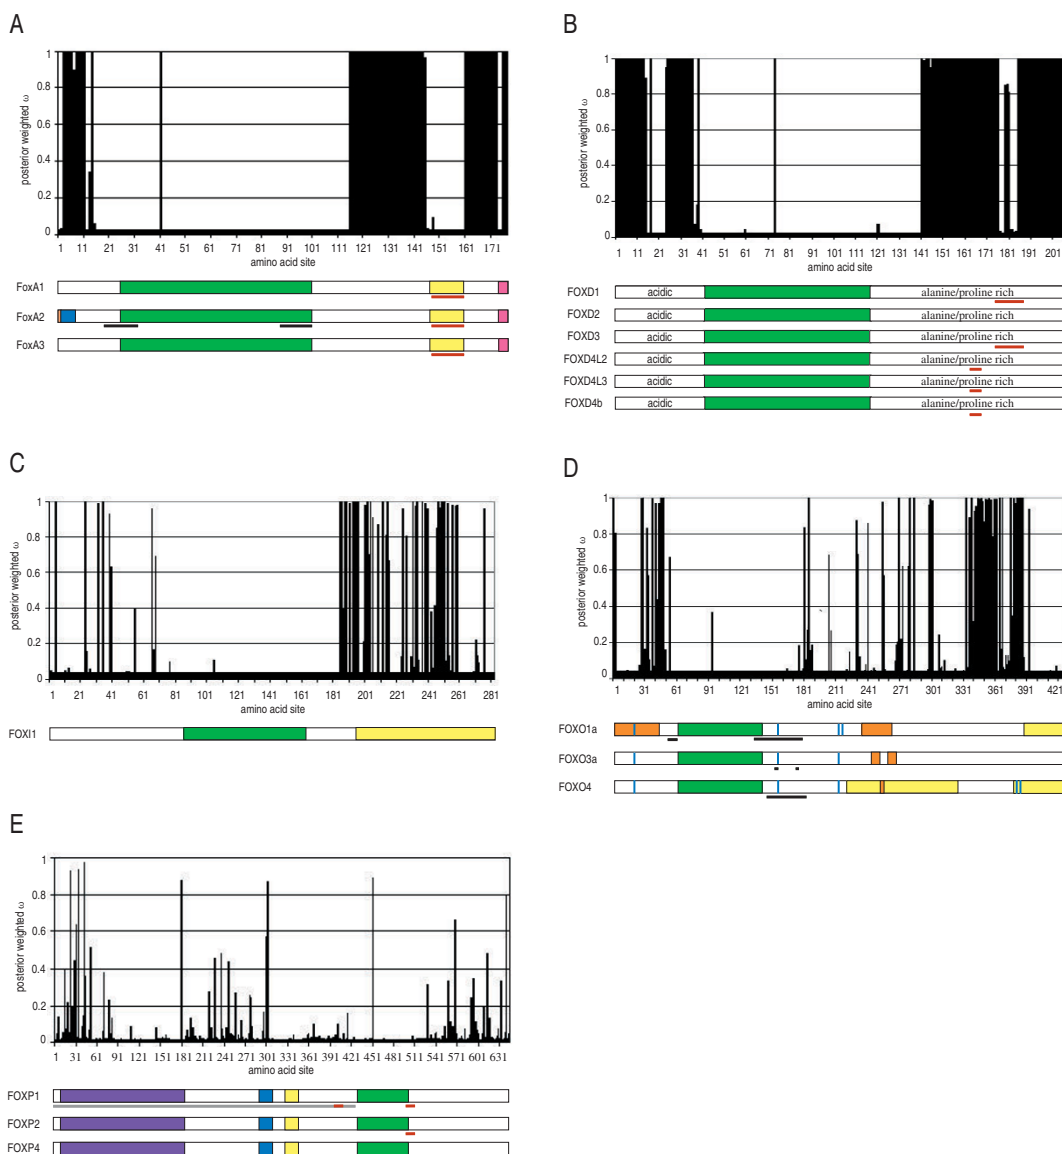 A
posterior weighted ω
1
0.8
0.6
0.4
0.2
0
1 11 21 31 41 51 61 71 81 91 101 111 121 131 141 151 161 171
amino acid site
FoxA1
FoxA2
FoxA3
B
posterior weighted ω
1
0.8
0.6
0.4
0.2
0
1 11 21 31 41 51 61 71 81 91 101 111 121 131 141 151 161 171 181 191 201
amino acid site
FOXD1 acidic alanine/proline rich
FOXD2 acidic alanine/proline rich
FOXD3 acidic alanine/proline rich
FOXD4L2 acidic alanine/proline rich
FOXD4L3 acidic alanine/proline rich
FOXD4b acidic alanine/proline rich
C
posterior weighted ω
1
0.8
0.6
0.4
0.2
0
1 21 41 61 81 101 121 141 161 181 201 221 241 261 281
amino acid site
FOXI1
D
posterior weighted ω
1
0.8
0.6
0.4
0.2
0
1 31 61 91 121 151 181 211 241 271 301 331 361 391 421
amino acid site
FOXO1a
FOXO3a
FOXO4
E
posterior weighted ω
1
0.8
0.6
0.4
0.2
0
1 31 61 91 121 151 181 211 241 271 301 331 361 391 421 451 481 511 541 571 601 631
amino acid site
FOXP1
FOXP2
FOXP4